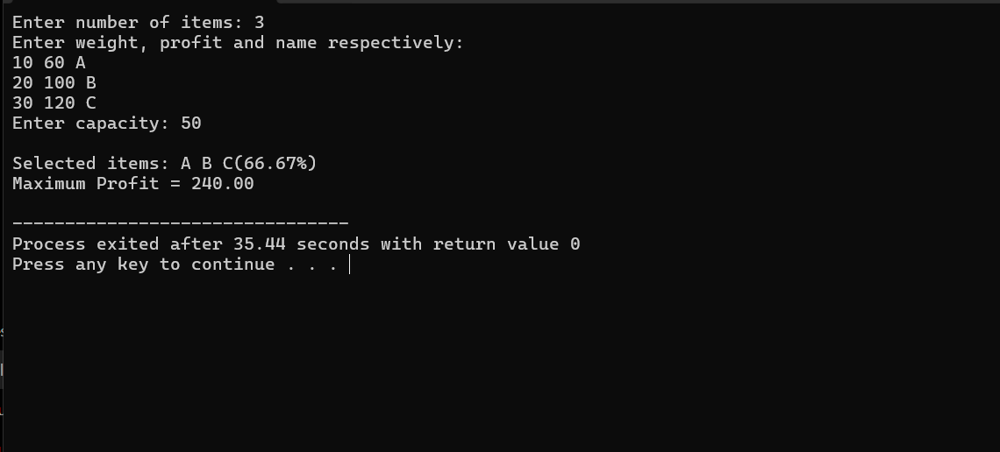 Enter number of items: 3
Enter weight, profit and name respectively:
10 60 A
20 100 B
30 120 C
Enter capacity: 50
Selected items: A B C(66.67%)
Maximum Profit = 240.00
--------------------------------
Process exited after 35.44 seconds with return value 0
Press any key to continue . . .